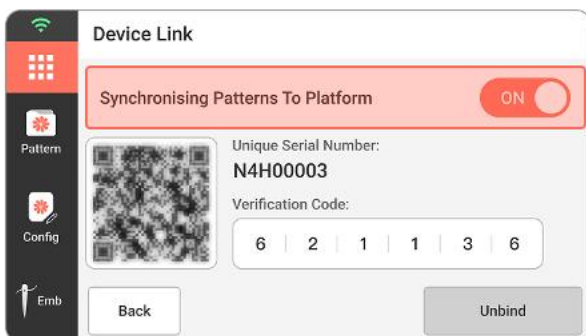 Device Link
Synchronising Patterns To Platform
ON
Pattern
Unique Serial Number:
N4H00003
Verification Code:
6 2 1 1 3 6
Config
Emb
Back
Unbind